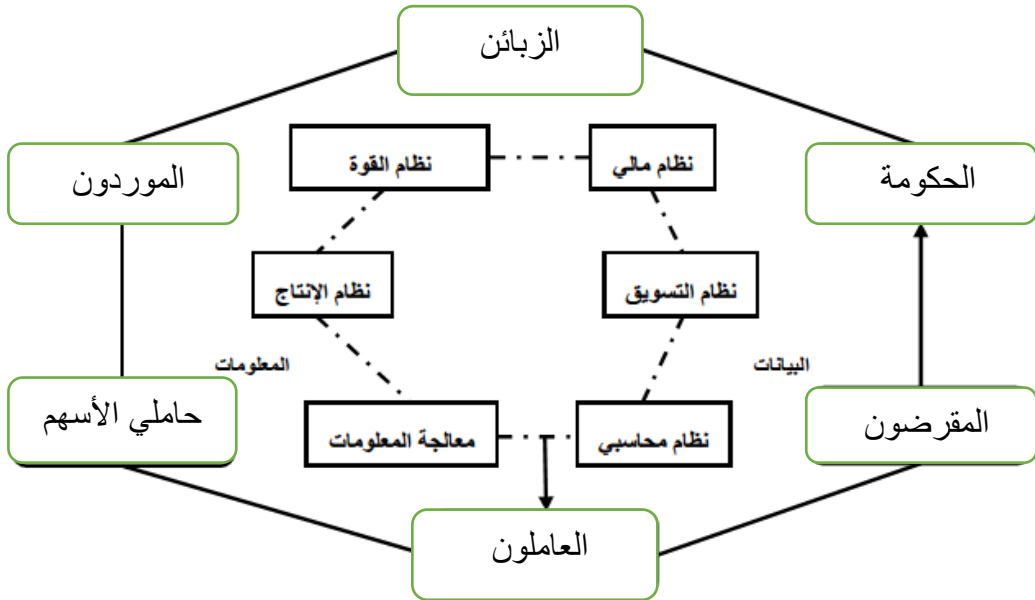 الزبائن
الحكومة
الموردون
نظام مالي
نظام القوة
نظام التسويق
نظام الإنتاج
البيانات
المعلومات
المقرضون
نظام محاسبي
معالجة المعلومات
حاملي الأسهم
العاملون